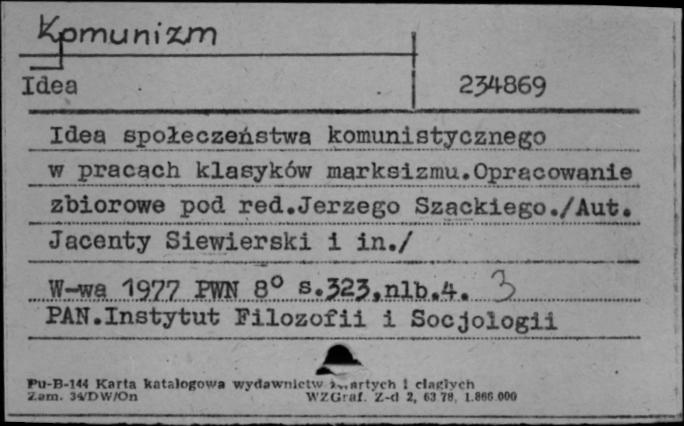 Komunizm
Idea 234869
Idea społeczeństwa komunistycznego
w pracach klasyków marksizmu.Opracowanie
zbiorowe pod red.Jerzego Szackiego./Aut.
Jacenty Siewierski i in./
W-wa 1977 PWN 8° s.323,nlb.4. 3
PAN.Instytut Filozofii i Socjologii
Pu-B-144 Karta katalogowa wydawnictw zwartych i ciągłych
Zam. 34/DW/On WZGraf. Z-d 2, 63 78, 1.866 000